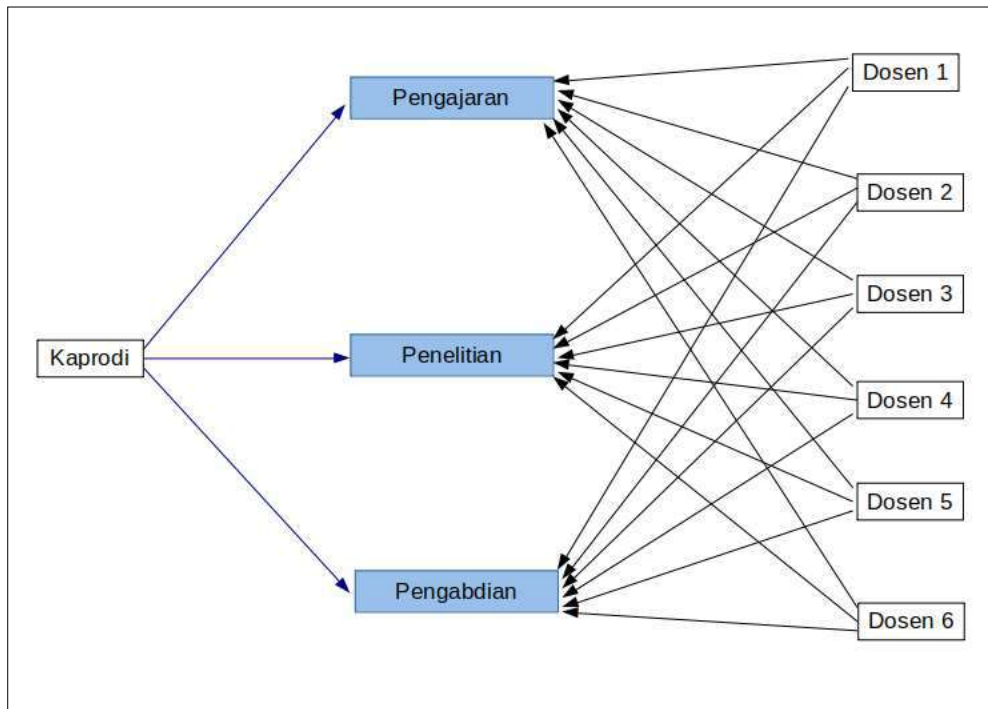 Kaprodi
Pengajaran
Penelitian
Pengabdian
Dosen 1
Dosen 2
Dosen 3
Dosen 4
Dosen 5
Dosen 6